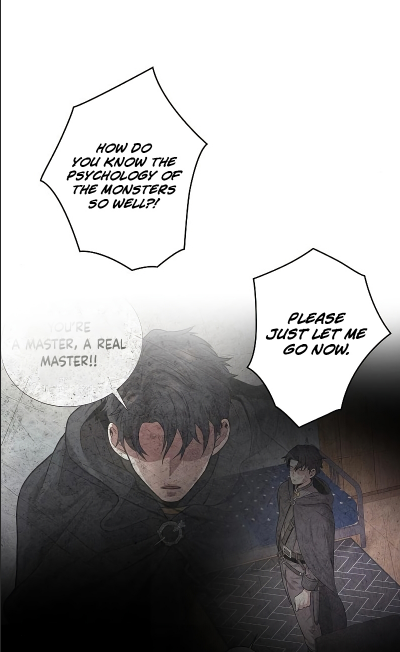 HOW DO
YOU KNOW THE
PSYCHOLOGY OF
THE MONSTERS
SO WELL?!
PLEASE
JUST LET ME
GO NOW.
YOU'RE
A MASTER, A REAL
MASTER!!